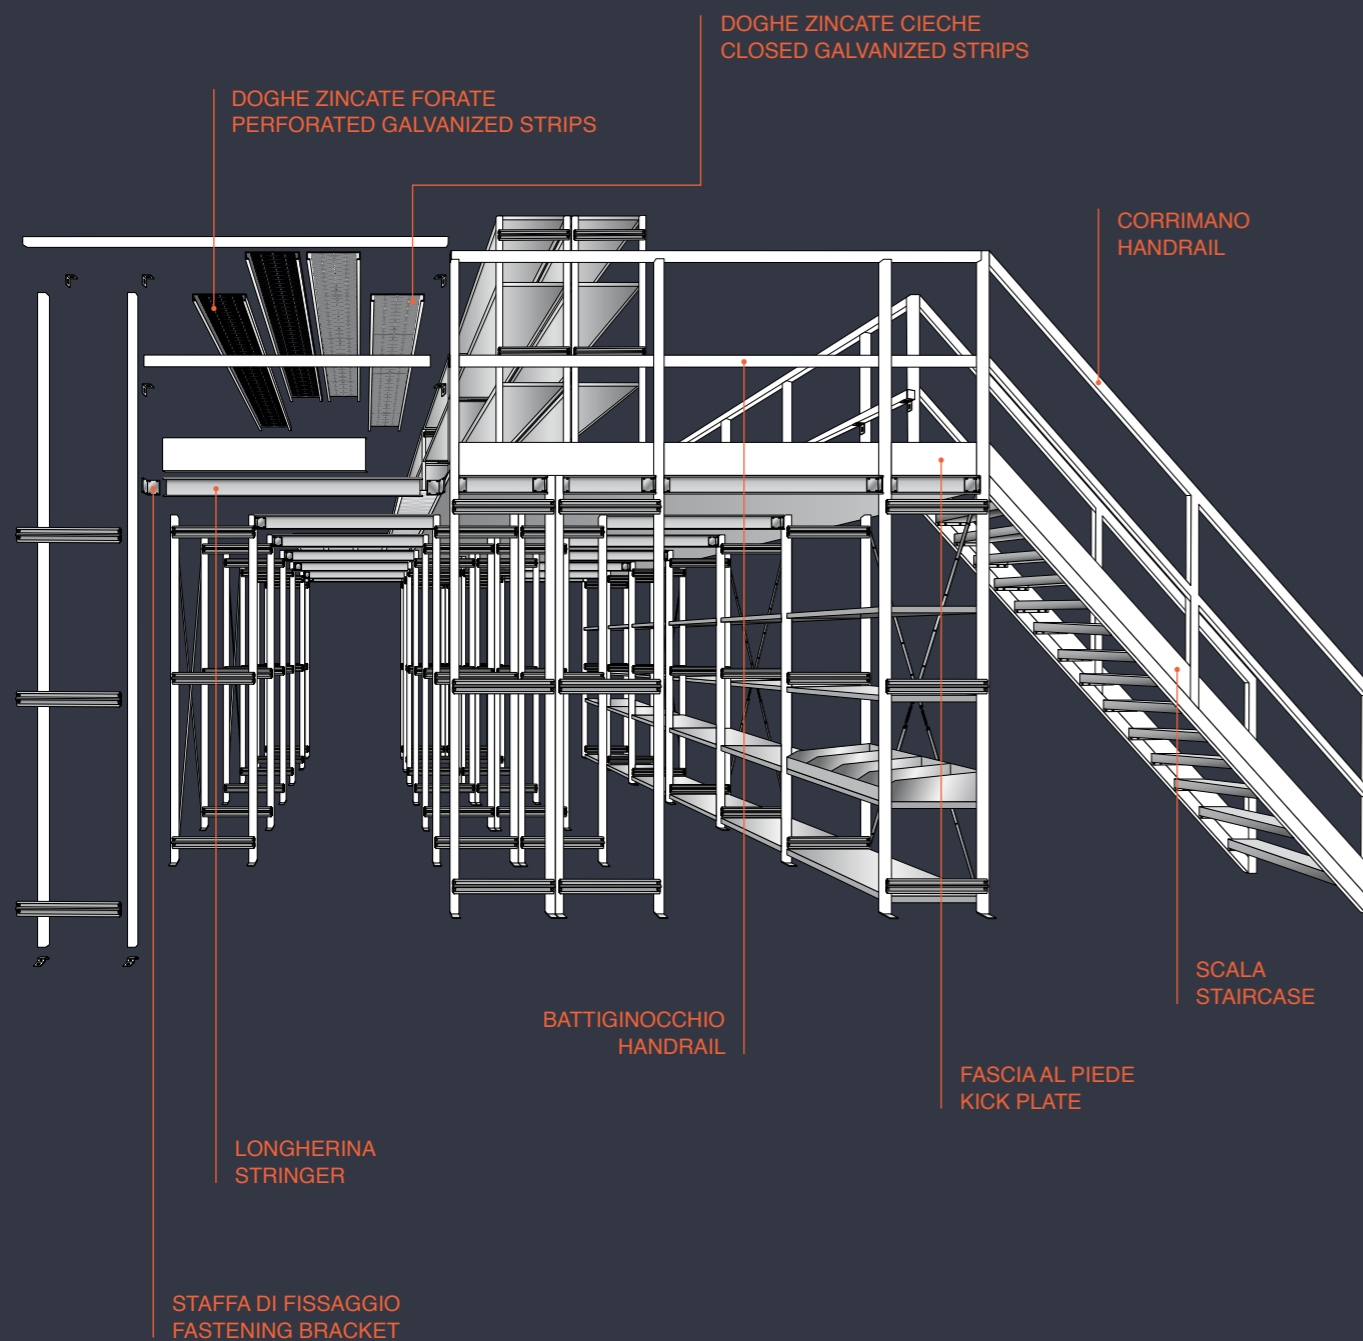 DOGHE ZINCATE CIECHE
CLOSED GALVANIZED STRIPS
DOGHE ZINCATE FORATE
PERFORATED GALVANIZED STRIPS
CORRIMANO
HANDRAIL
SCALA
STAIRCASE
BATTIGINOCCHIO
HANDRAIL
FASCIA AL PIEDE
KICK PLATE
LONGHERINA
STRINGER
STAFFA DI FISSAGGIO
FASTENING BRACKET